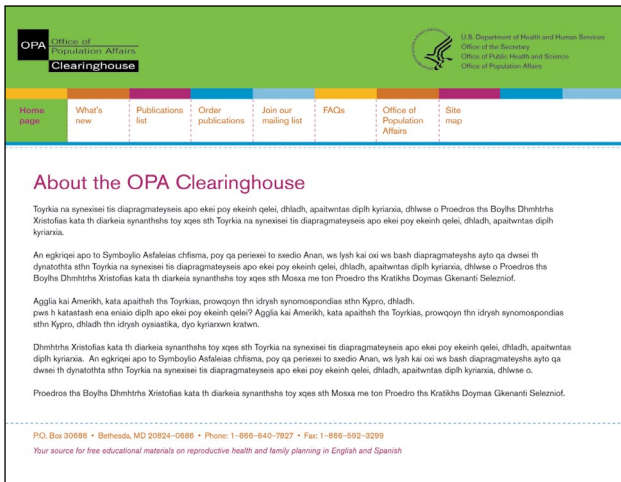 OPA Office of
Population Affairs
Clearinghouse
U.S. Department of Health and Human Services
Office of the Secretary
Office of Public Health and Science
Office of Population Affairs
Home page
What's new
Publications list
Order publications
Join our mailing list
FAQs
Office of Population Affairs
Site map
About the OPA Clearinghouse
Toyrkia na synexisei tis diapragmateyseis apo ekei poy ekeinh qelei, dhladh, apaitwntas diplh kyriarxia, dhlwse o Proedros ths Boylhs Dhmhtrhs
Xristofias kata th diarkeia synanthshs toy xqes sth Toyrkia na synexisei tis diapragmateyseis apo ekei poy ekeinh qelei, dhladh, apaitwntas diplh
kyriarxia.
An egkriqei apo to Symboylio Asfaleias chfisma, poy qa periexei to sxedio Anan, ws lysh kai oxi ws bash diapragmateyshs ayto qa dwsei th
dynatothta sthn Toyrkia na synexisei tis diapragmateyseis apo ekei poy ekeinh qelei, dhladh, apaitwntas diplh kyriarxia, dhlwse o Proedros ths
Boylhs Dhmhtrhs Xristofias kata th diarkeia synanthshs toy xqes sth Mosxa me ton Proedro ths Kratikhs Doymas Gkenanti Selezniof.
Agglia kai Amerikh, kata apaithsh ths Toyrkias, prowqoyn thn idrysh synomospondias sthn Kypro, dhladh.
pws h katastash ena eniaio diplh apo ekei poy ekeinh qelei? Agglia kai Amerikh, kata apaithsh ths Toyrkias, prowqoyn thn idrysh synomospondias
sthn Kypro, dhladh thn idrysh oysiastika, dyo kyriarxwn kratwn.
Dhmhtrhs Xristofias kata th diarkeia synanthshs toy xqes sth Toyrkia na synexisei tis diapragmateyseis apo ekei poy ekeinh qelei, dhladh, apaitwntas
diplh kyriarxia. An egkriqei apo to Symboylio Asfaleias chfisma, poy qa periexei to sxedio Anan, ws lysh kai oxi ws bash diapragmateyshs ayto qa
dwsei th dynatothta sthn Toyrkia na synexisei tis diapragmateyseis apo ekei poy ekeinh qelei, dhladh, apaitwntas diplh kyriarxia, dhlwse o.
Proedros ths Boylhs Dhmhtrhs Xristofias kata th diarkeia synanthshs toy xqes sth Mosxa me ton Proedro ths Kratikhs Doymas Gkenanti Selezniof.
P.O. Box 30686 • Bethesda, MD 20824-0686 • Phone: 1-866-640-7827 • Fax: 1-866-592-3299
Your source for free educational materials on reproductive health and family planning in English and Spanish